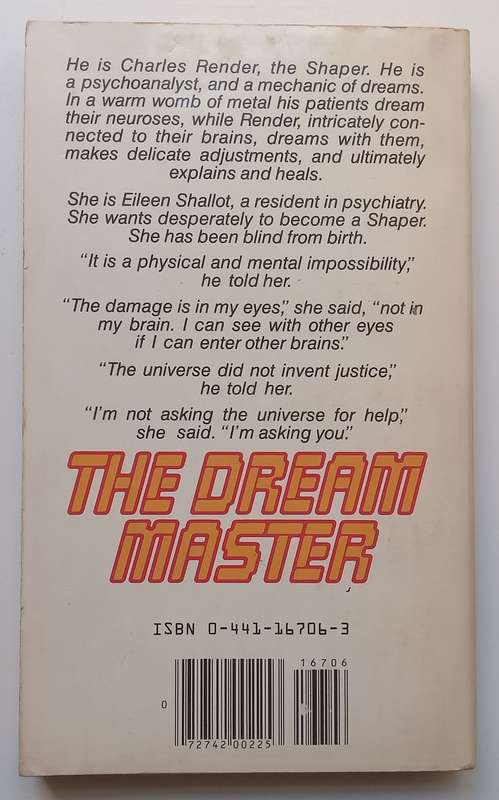 He is Charles Render, the Shaper. He is
a psychoanalyst, and a mechanic of dreams.
In a warm womb of metal his patients dream
their neuroses, while Render, intricately con-
nected to their brains, dreams with them,
makes delicate adjustments, and ultimately
explains and heals.
She is Eileen Shallot, a resident in psychiatry.
She wants desperately to become a Shaper.
She has been blind from birth.
“It is a physical and mental impossibility,”
he told her.
“The damage is in my eyes,” she said, “not in
my brain. I can see with other eyes
if I can enter other brains.”
“The universe did not invent justice,”
he told her.
“I’m not asking the universe for help,”
she said. “I’m asking you.”
THE DREAM
MASTER
ISBN 0-441-16706-3
16706
0
72742 00225